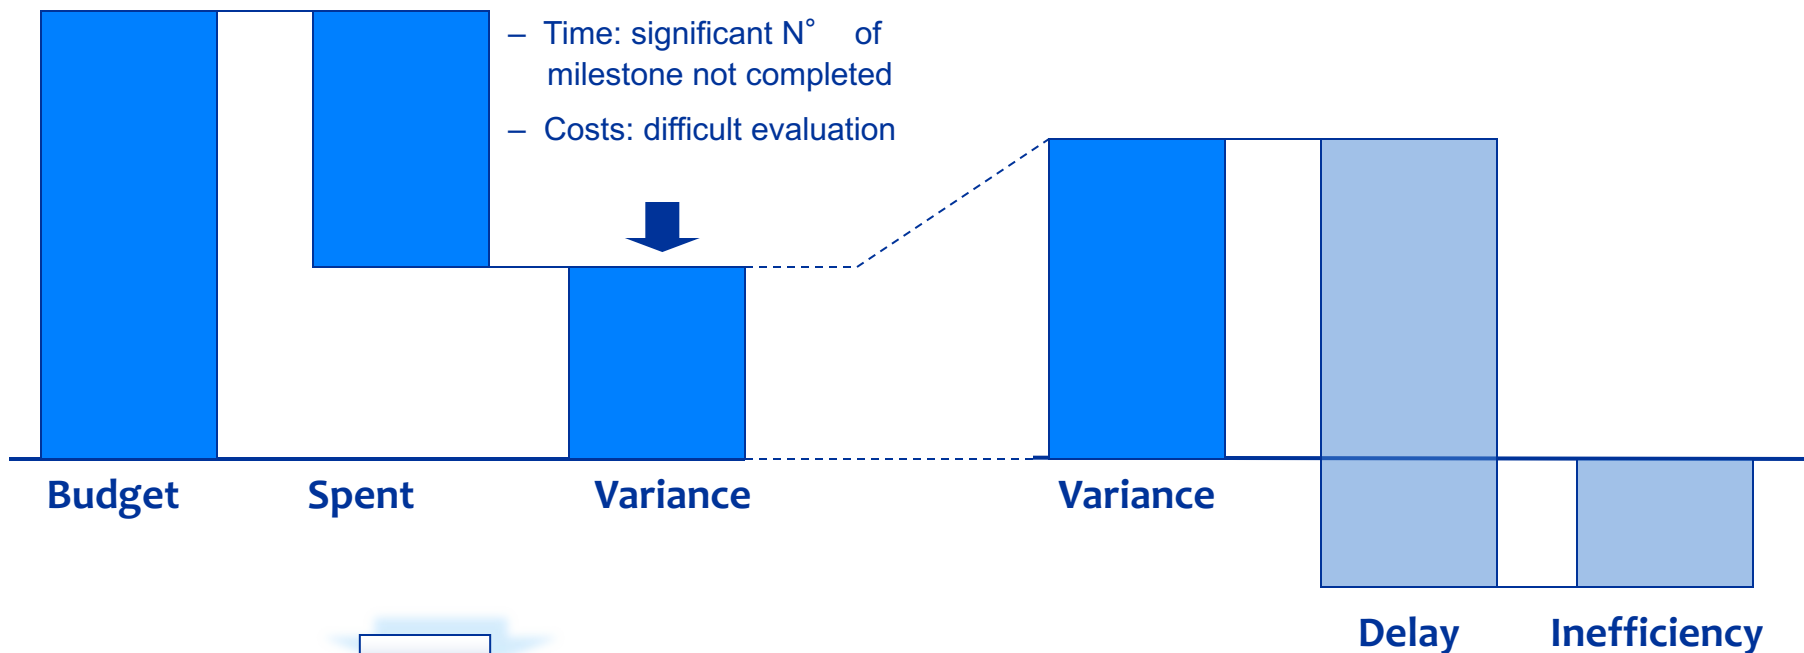 – Time: significant N° of
milestone not completed
– Costs: difficult evaluation
Budget
Spent
Variance
Variance
Delay
Inefficiency